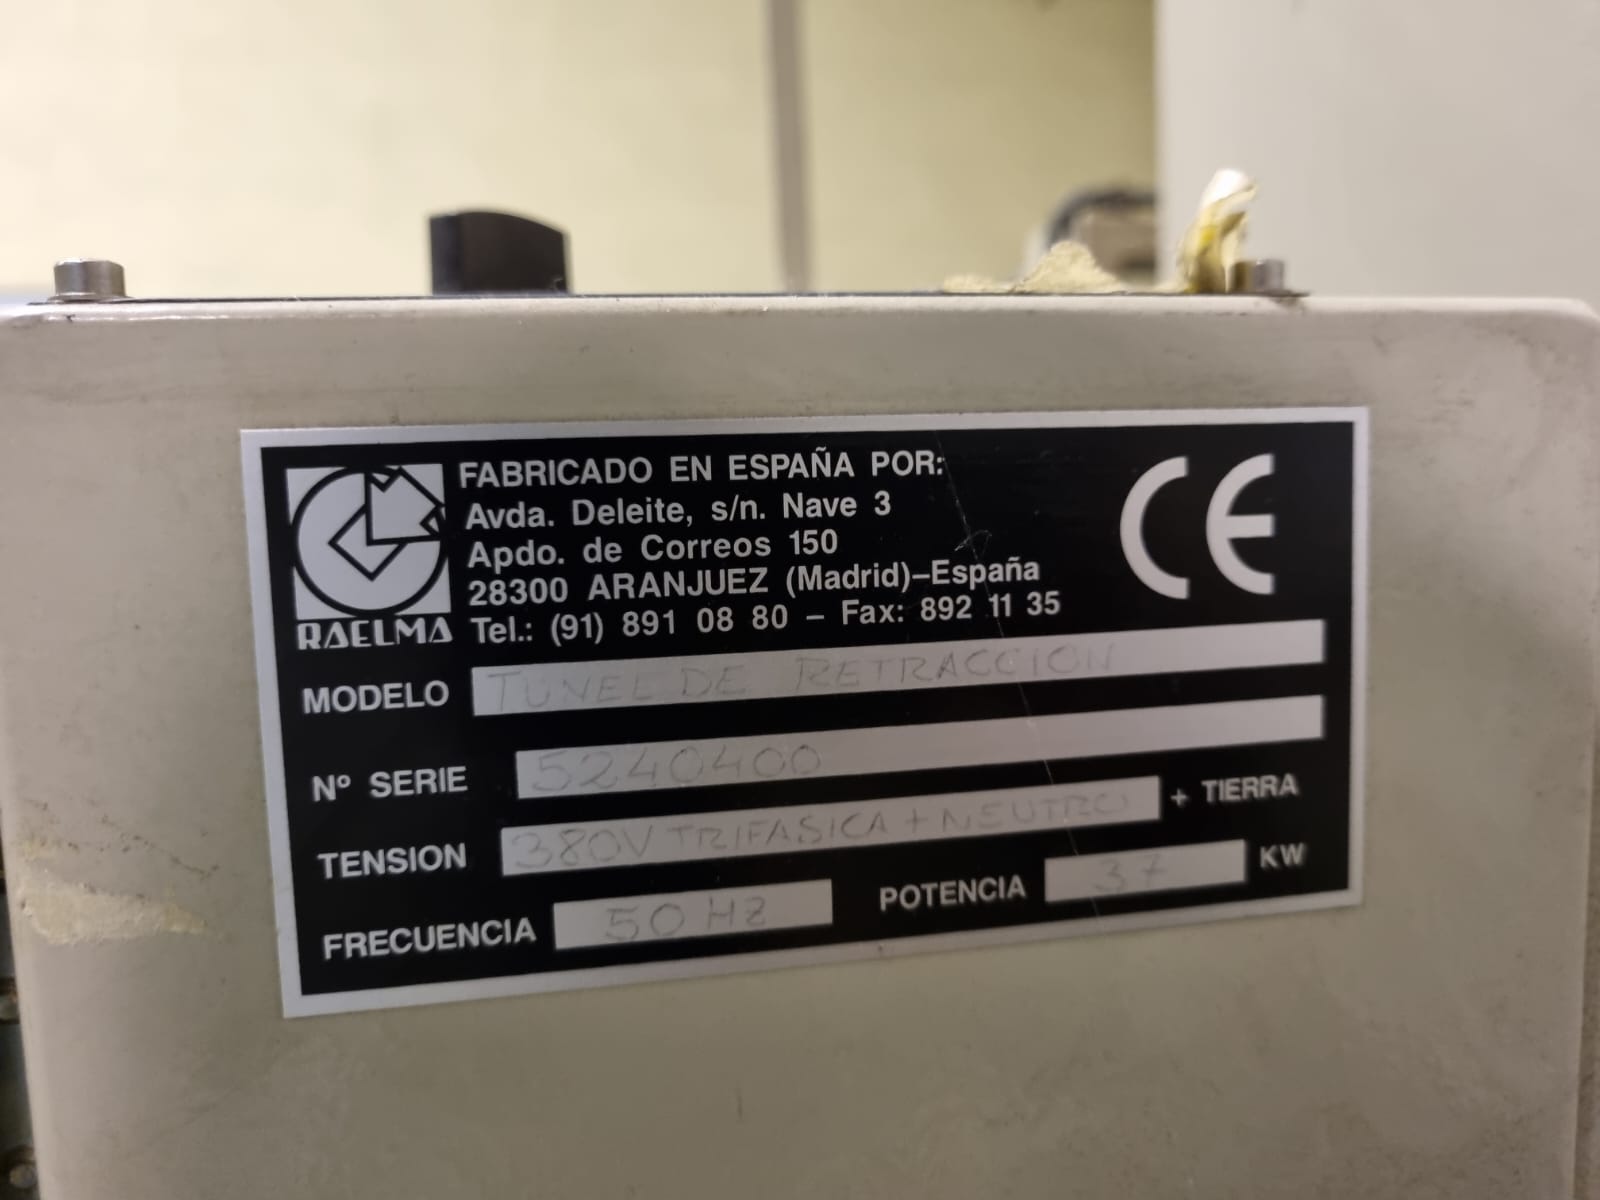 FABRICADO EN ESPAÑA POR:
Avda. Deleite, s/n. Nave 3
Apdo. de Correos 150
28300 ARANJUEZ (Madrid)–España
Tel.: (91) 891 08 80 – Fax: 892 11 35
RAELMA
CE
MODELO TUNEL DE RETRACCION
Nº SERIE 5240400
TENSION 380V TRIFASICA + NEUTRO + TIERRA
FRECUENCIA 50 HZ POTENCIA 37 KW